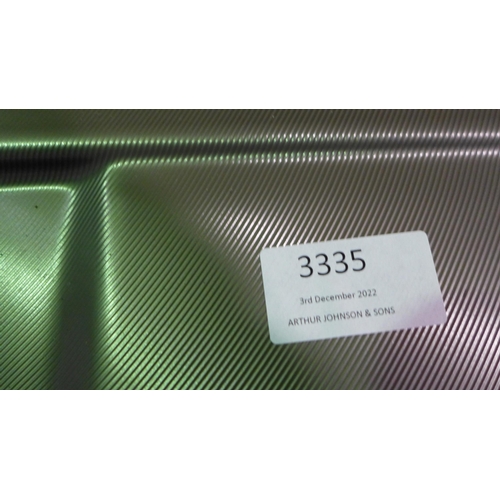 3335
3rd December 2022
ARTHUR JOHNSON & SONS